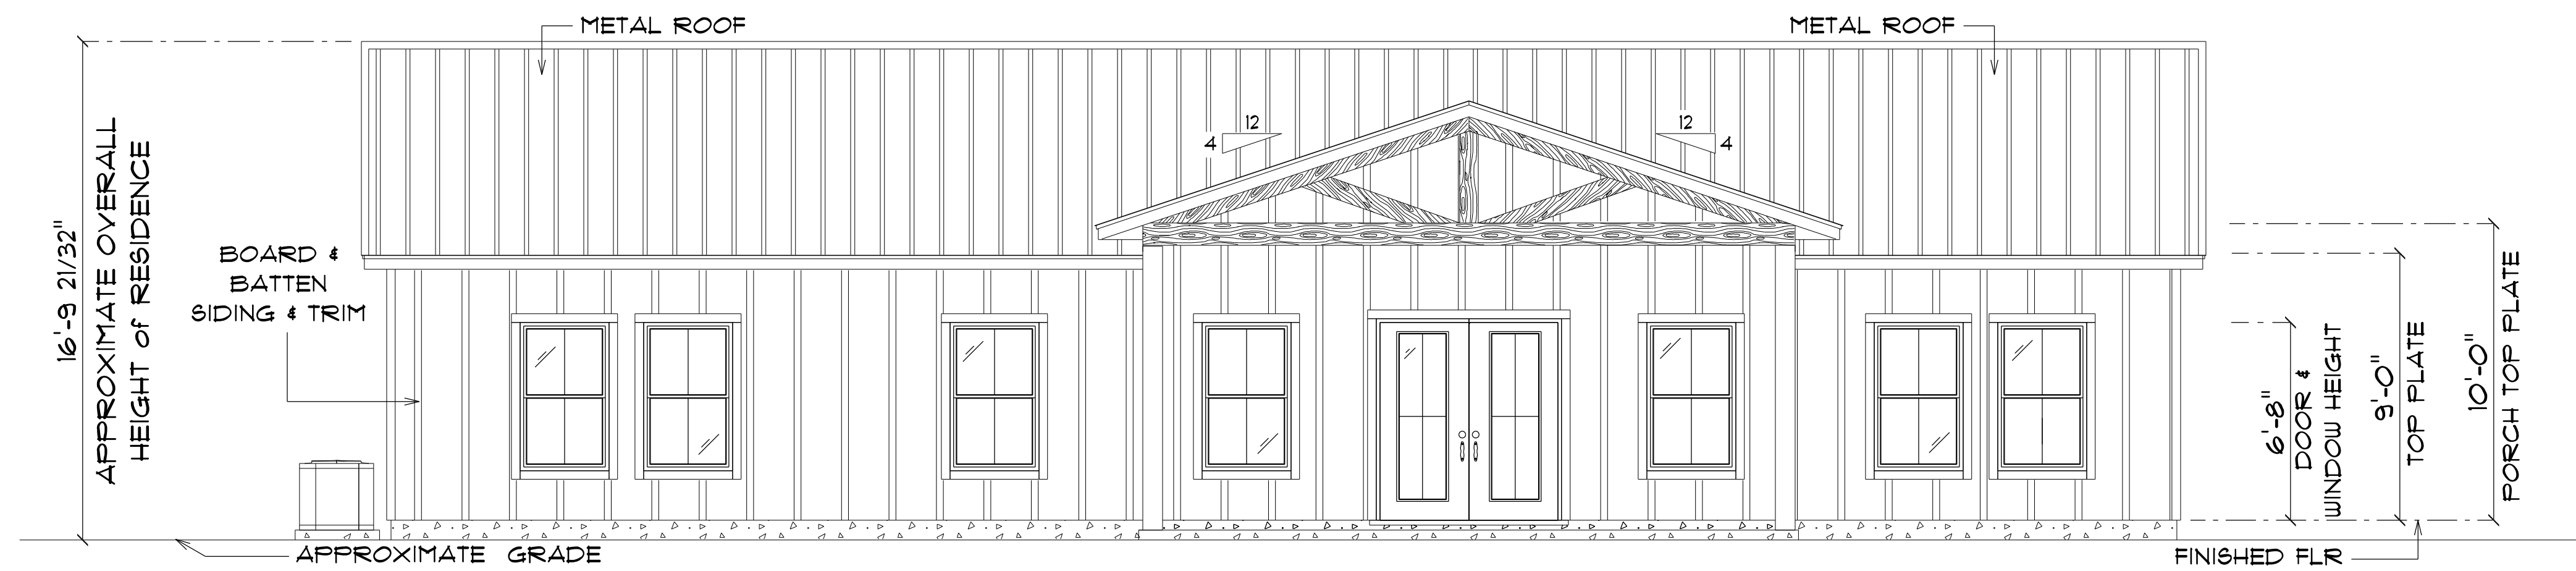 METAL ROOF
METAL ROOF
16'-9 21/32"
APPROXIMATE OVERALL
HEIGHT of RESIDENCE
12
4
12
4
BOARD &
BATTEN
SIDING & TRIM
6'-8"
DOOR &
WINDOW HEIGHT
9'-0"
TOP PLATE
10'-0"
PORCH TOP PLATE
APPROXIMATE GRADE
FINISHED FLR